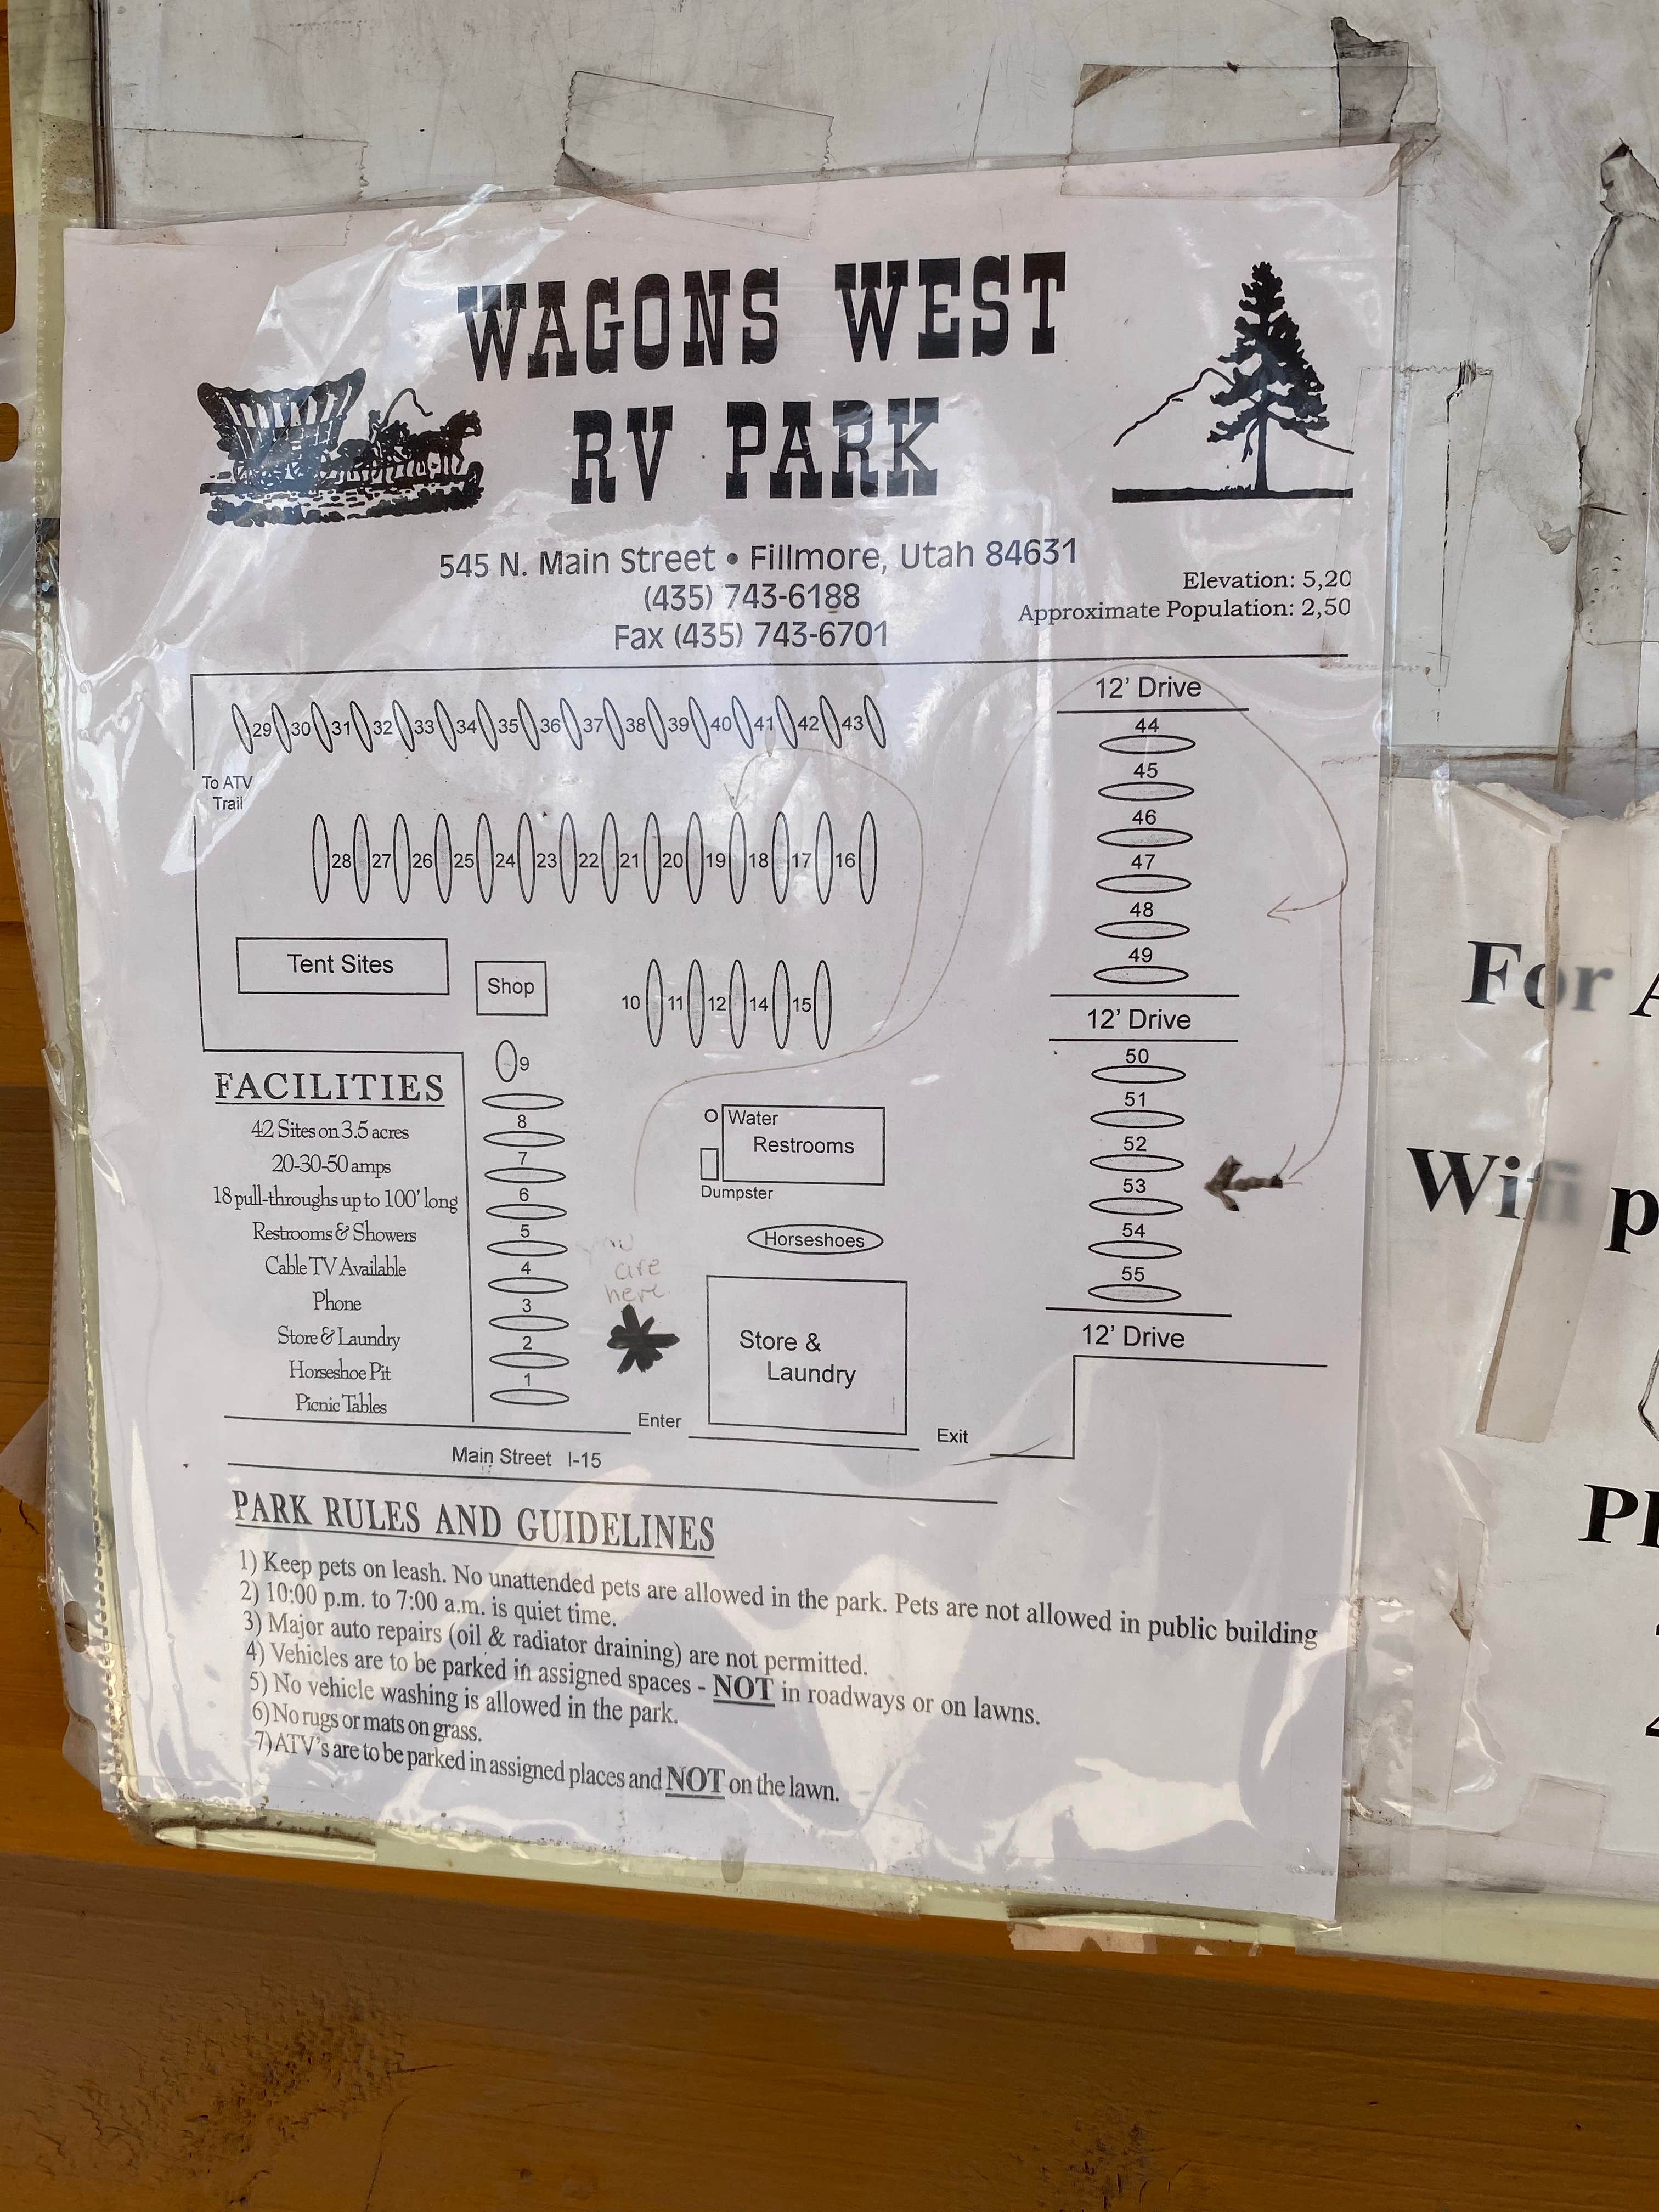 WAGONS WEST
RV PARK
545 N. Main Street • Fillmore, Utah 84631
(435) 743-6188
Fax (435) 743-6701
Elevation: 5,20
Approximate Population: 2,50
12' Drive
29 30 31 32 33 34 35 36 37 38 39 40 41 42 43
44
45
46
47
48
49
To ATV
Trail
28 27 26 25 24 23 22 21 20 19 18 17 16
Tent Sites
Shop
10 11 12 14 15
12' Drive
50
51
52
53
54
55
12' Drive
9
8
7
6
5
4
3
2
1
FACILITIES
42 Sites on 3.5 acres
20-30-50 amps
18 pull-throughs up to 100' long
Restrooms & Showers
Cable TV Available
Phone
Store & Laundry
Horseshoe Pit
Picnic Tables
Water
Restrooms
Dumpster
Horseshoes
you
are
here
Store &
Laundry
Enter
Exit
Main Street I-15
PARK RULES AND GUIDELINES
1) Keep pets on leash. No unattended pets are allowed in the park. Pets are not allowed in public building
2) 10:00 p.m. to 7:00 a.m. is quiet time.
3) Major auto repairs (oil & radiator draining) are not permitted.
4) Vehicles are to be parked in assigned spaces - NOT in roadways or on lawns.
5) No vehicle washing is allowed in the park.
6) No rugs or mats on grass.
7) ATV's are to be parked in assigned places and NOT on the lawn.
For
Wifi p